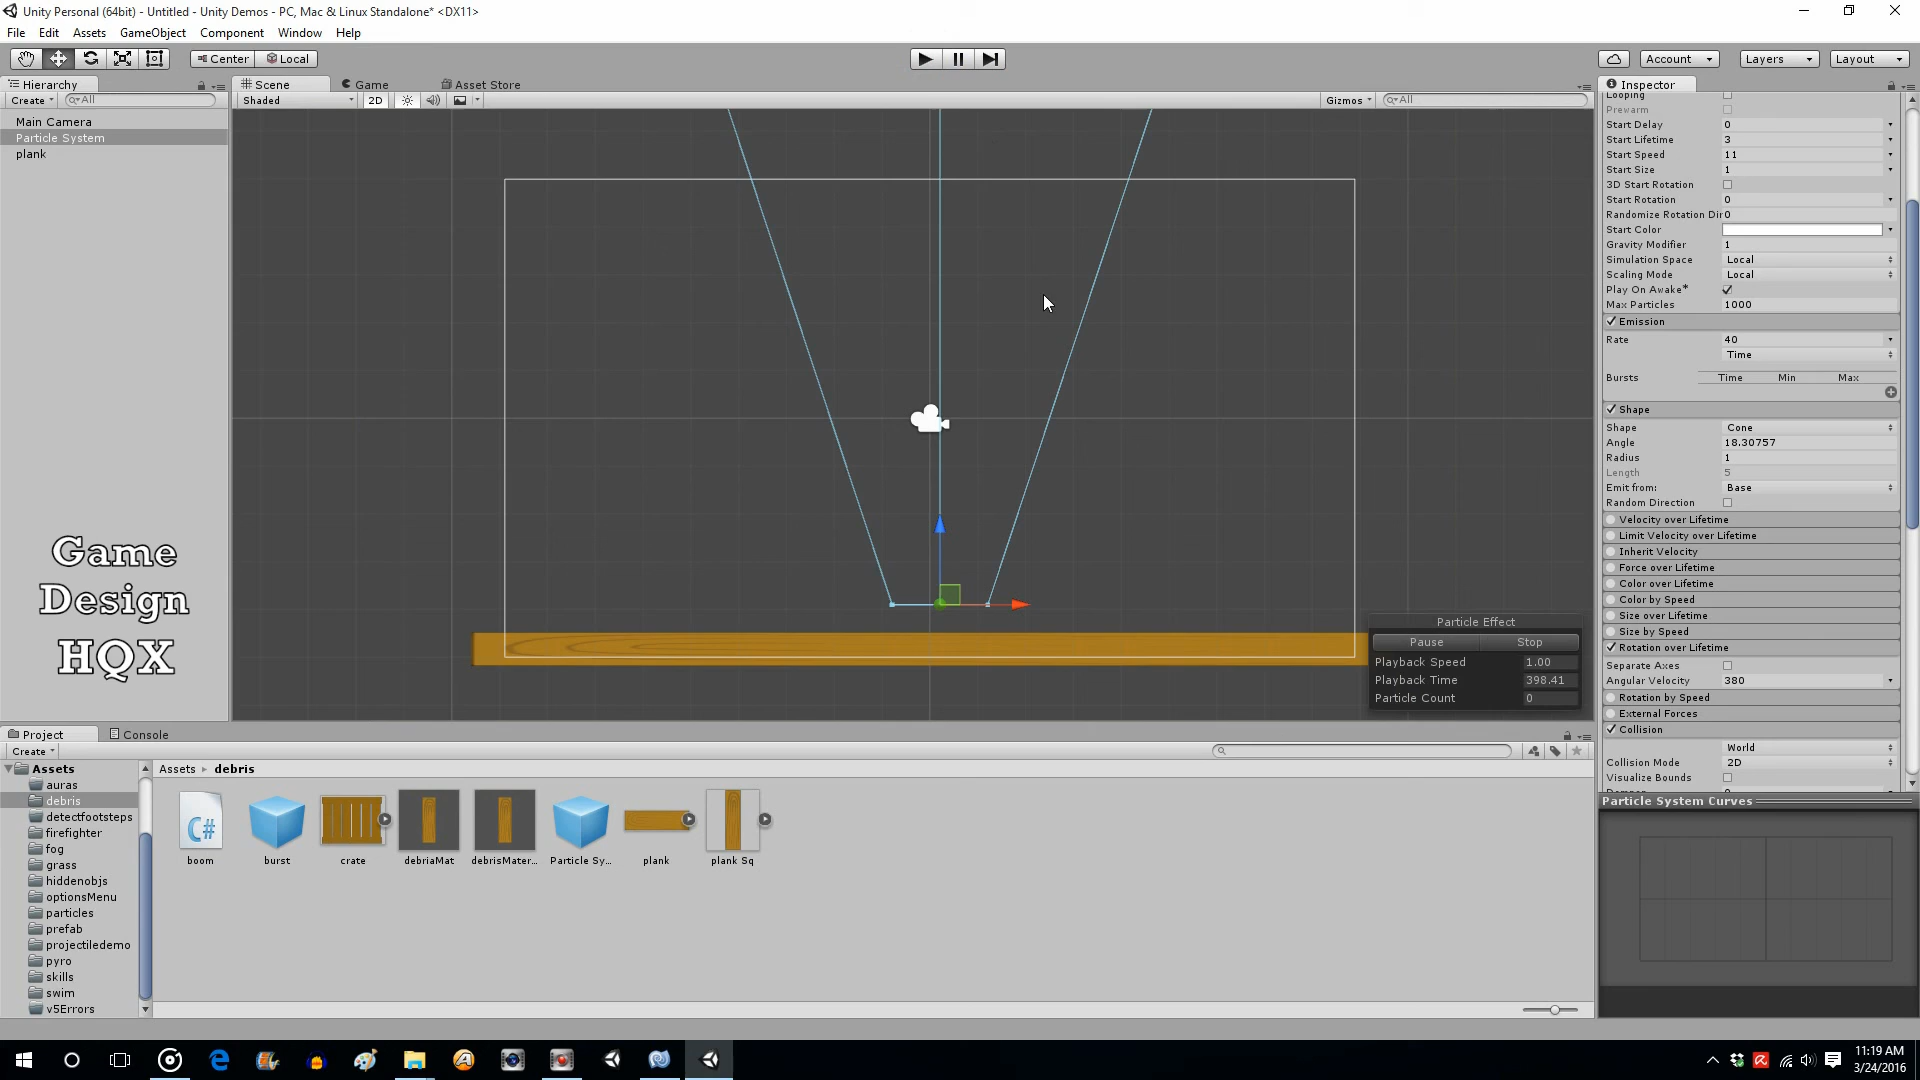 Unity Personal (64bit) - Untitled - Unity Demos - PC, Mac & Linux Standalone* <DX11>
File Edit Assets GameObject Component Window Help
Center Local Account Layers Layout
Hierarchy Scene Game Asset Store Inspector
Create All Shaded 2D Gizmos All
Main Camera
Particle System
plank
Game
Design
HQX
Looping
Prewarm
Start Delay 0
Start Lifetime 3
Start Speed 11
Start Size 1
3D Start Rotation
Start Rotation 0
Randomize Rotation Dir 0
Start Color
Gravity Modifier 1
Simulation Space Local
Scaling Mode Local
Play On Awake*
Max Particles 1000
Emission
Rate 40
Time
Bursts Time Min Max
Shape
Shape Cone
Angle 18.30757
Radius 1
Length 5
Emit from: Base
Random Direction
Velocity over Lifetime
Limit Velocity over Lifetime
Inherit Velocity
Force over Lifetime
Color over Lifetime
Color by Speed
Size over Lifetime
Size by Speed
Rotation over Lifetime
Separate Axes
Angular Velocity 380
Rotation by Speed
External Forces
Collision
World
Collision Mode 2D
Visualize Bounds
Particle System Curves
Particle Effect
Pause Stop
Playback Speed 1.00
Playback Time 398.41
Particle Count 0
Project Console
Create
Assets
auras
debris
detectfootsteps
firefighter
fog
grass
hiddenobjs
optionsMenu
particles
prefab
projectiledemo
pyro
skills
swim
v5Errors
Assets debris
C#
boom burst crate debriaMat debrisMater... Particle Sy... plank plank Sq
11:19 AM
3/24/2016